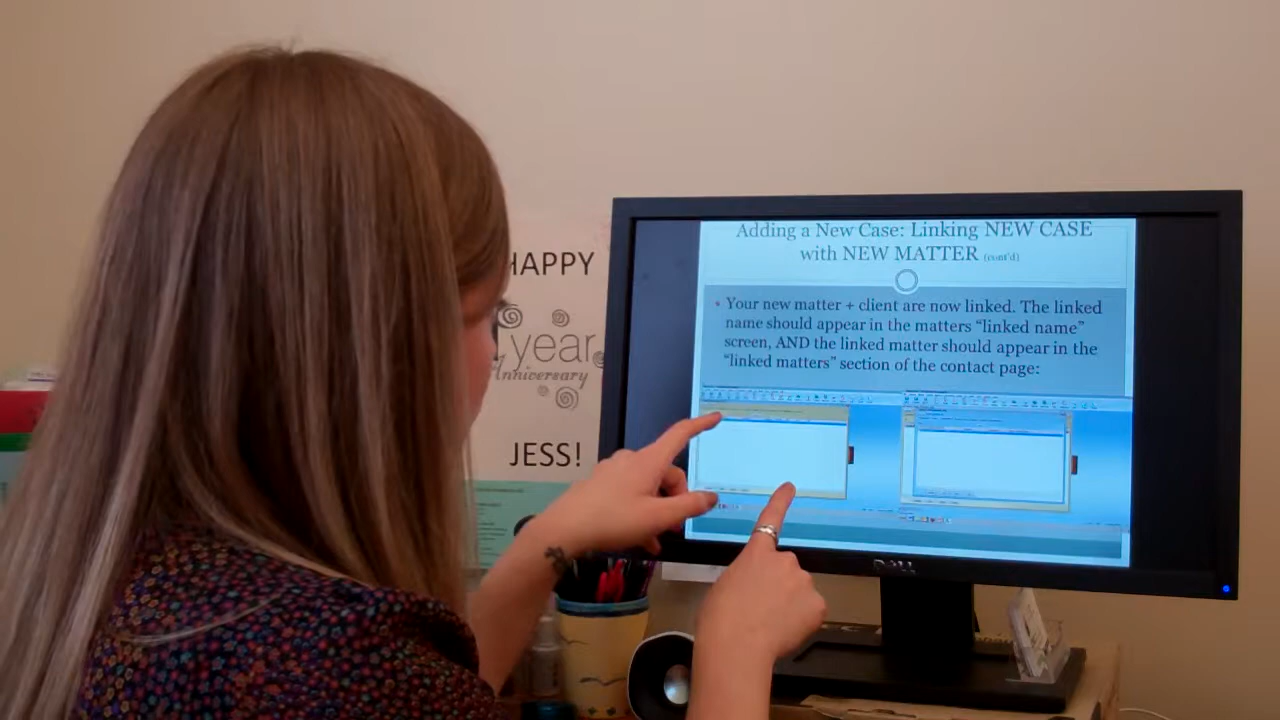 Adding a New Case: Linking NEW CASE
with NEW MATTER (cont'd)
• Your new matter + client are now linked. The linked
name should appear in the matters "linked name"
screen, AND the linked matter should appear in the
"linked matters" section of the contact page:
HAPPY
year
Anniversary
JESS!
DELL